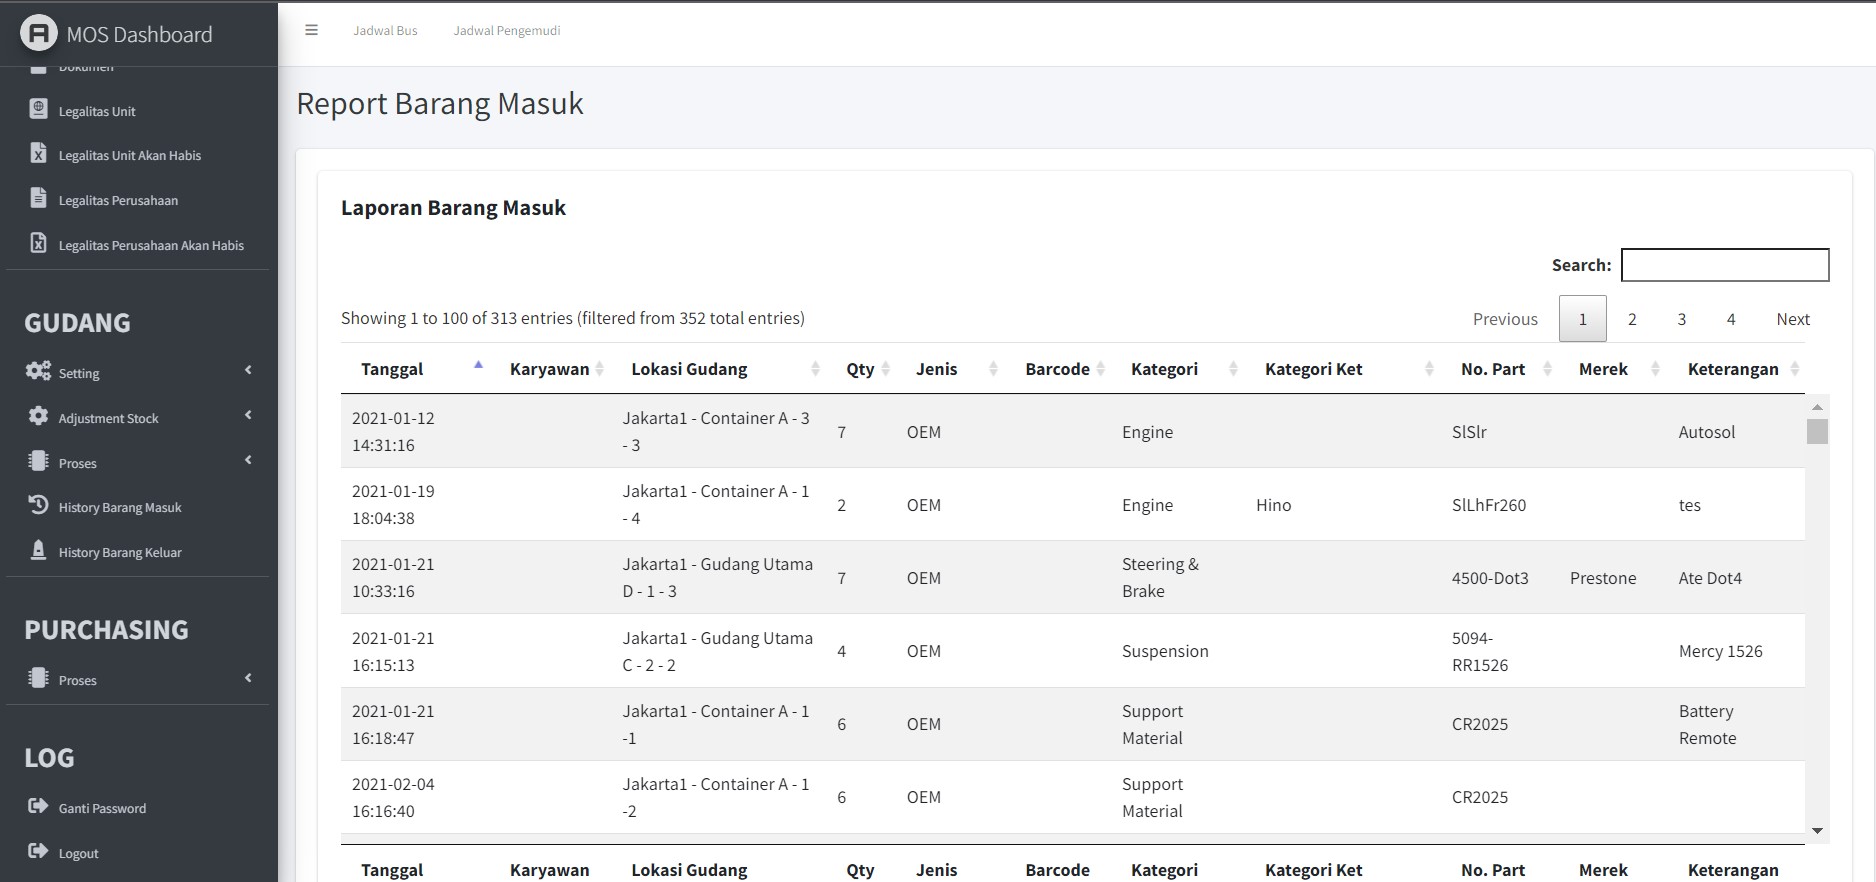 MOS Dashboard
Jadwal Bus
Jadwal Pengemudi
Dokumen
Legalitas Unit
Legalitas Unit Akan Habis
Legalitas Perusahaan
Legalitas Perusahaan Akan Habis
GUDANG
Setting
Adjustment Stock
Proses
History Barang Masuk
History Barang Keluar
PURCHASING
Proses
LOG
Ganti Password
Logout
Report Barang Masuk
Laporan Barang Masuk
Search:
Showing 1 to 100 of 313 entries (filtered from 352 total entries)
Previous 1 2 3 4 Next
Tanggal Karyawan Lokasi Gudang Qty Jenis Barcode Kategori Kategori Ket No. Part Merek Keterangan
2021-01-12 Jakarta1 - Container A - 3
14:31:16 - 3 7 OEM Engine SlSlr Autosol
2021-01-19 Jakarta1 - Container A - 1
18:04:38 - 4 2 OEM Engine Hino SlLhFr260 tes
2021-01-21 Jakarta1 - Gudang Utama Steering &
10:33:16 D - 1 - 3 7 OEM Brake 4500-Dot3 Prestone Ate Dot4
2021-01-21 Jakarta1 - Gudang Utama 5094-
16:15:13 C - 2 - 2 4 OEM Suspension RR1526 Mercy 1526
2021-01-21 Jakarta1 - Container A - 1 Support Battery
16:18:47 -1 6 OEM Material CR2025 Remote
2021-02-04 Jakarta1 - Container A - 1 Support
16:16:40 -2 6 OEM Material CR2025
Tanggal Karyawan Lokasi Gudang Qty Jenis Barcode Kategori Kategori Ket No. Part Merek Keterangan